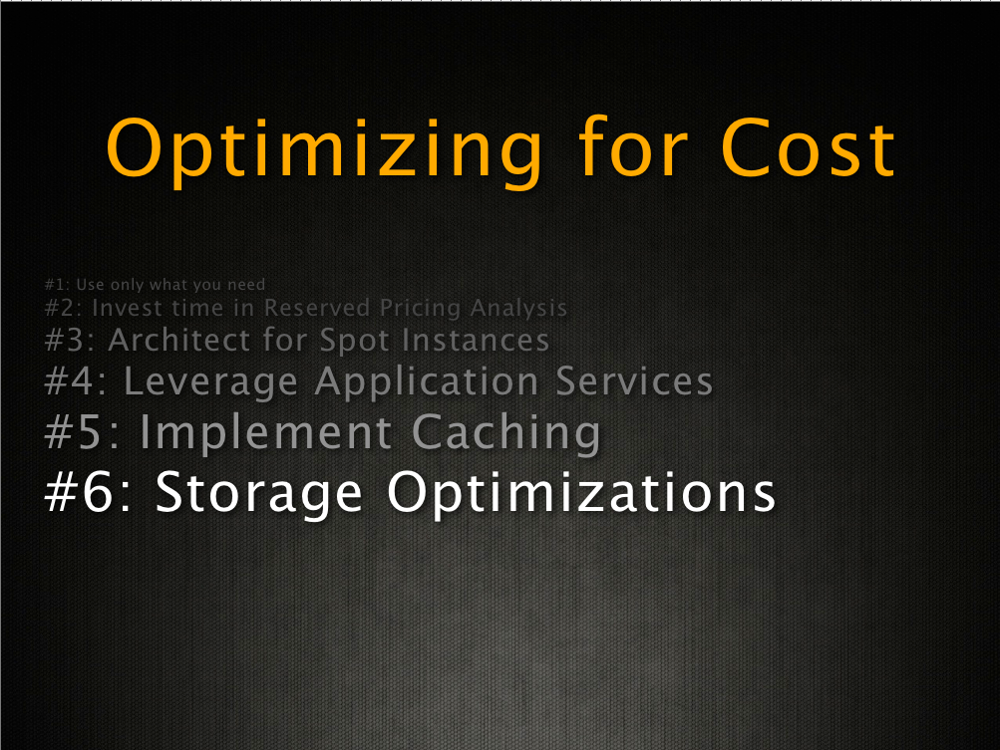 Optimizing for Cost
#1: Use only what you need
#2: Invest time in Reserved Pricing Analysis
#3: Architect for Spot Instances
#4: Leverage Application Services
#5: Implement Caching
#6: Storage Optimizations